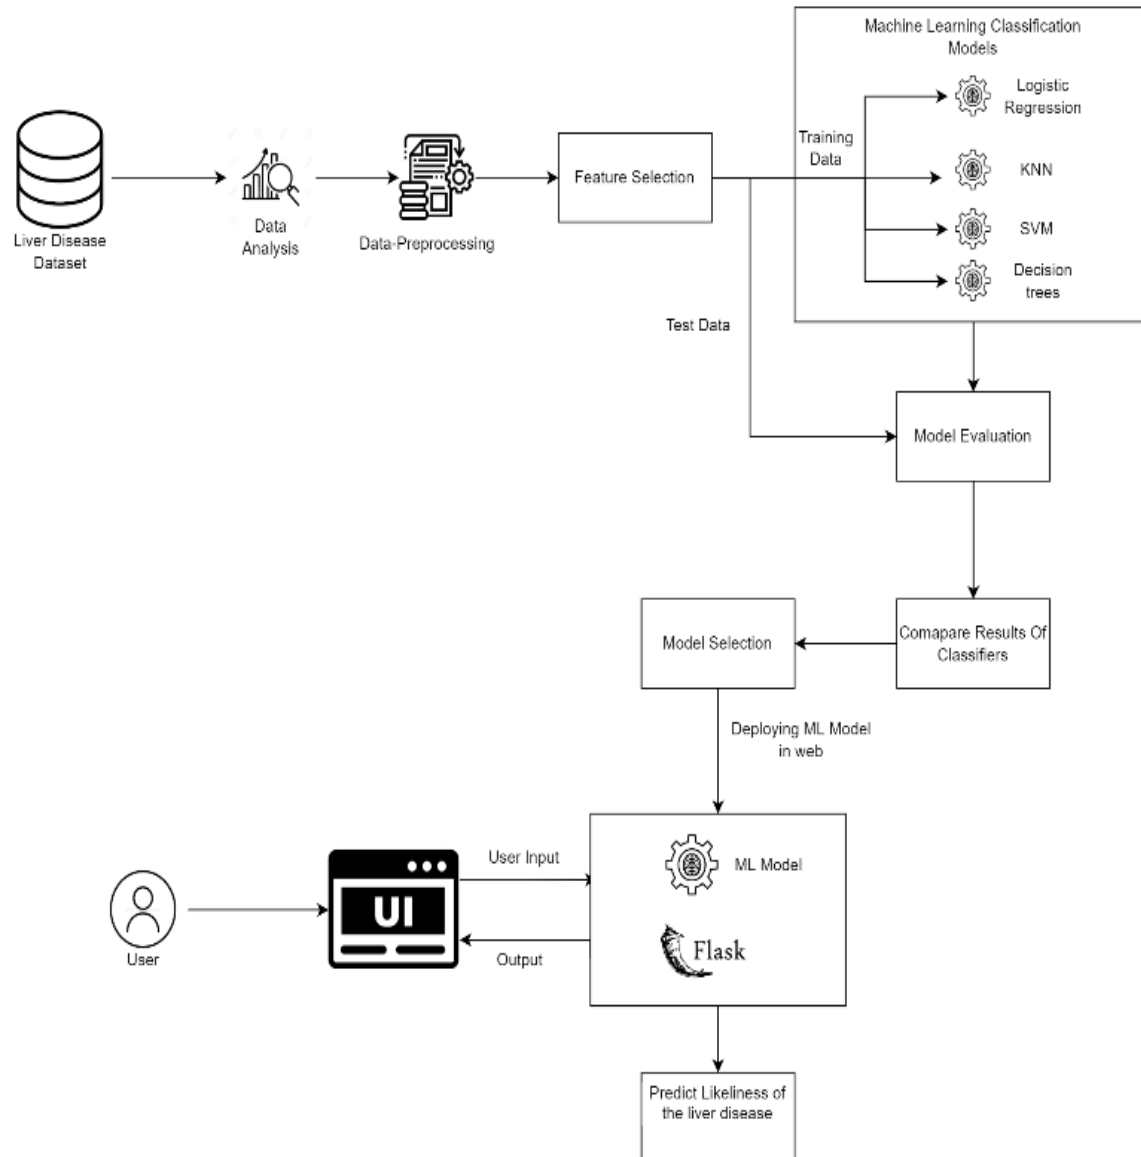 Machine Learning Classification
Models
Logistic
Regression
Training
Data
KNN
Feature Selection
SVM
Liver Disease
Dataset
Data
Analysis
Data-Preprocessing
Decision
trees
Test Data
Model Evaluation
Model Selection
Comapare Results Of
Classifiers
Deploying ML Model
in web
User Input
ML Model
UI
Flask
User
Output
Predict Likeliness of
the liver disease